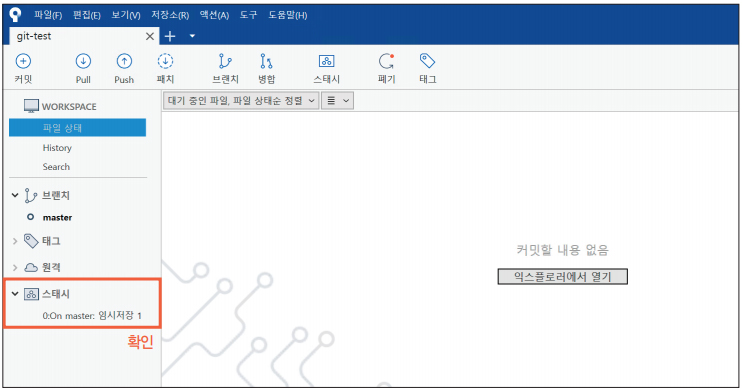 파일(F) 편집(E) 보기(V) 저장소(R) 액션(A) 도구 도움말(H)
git-test
커밋 Pull Push 패치 브랜치 병합 스태시 폐기 태그
WORKSPACE
대기 중인 파일, 파일 상태순 정렬
파일 상태
History
Search
브랜치
master
태그
원격
스태시
0:On master: 임시저장 1
확인
커밋할 내용 없음
익스플로러에서 열기